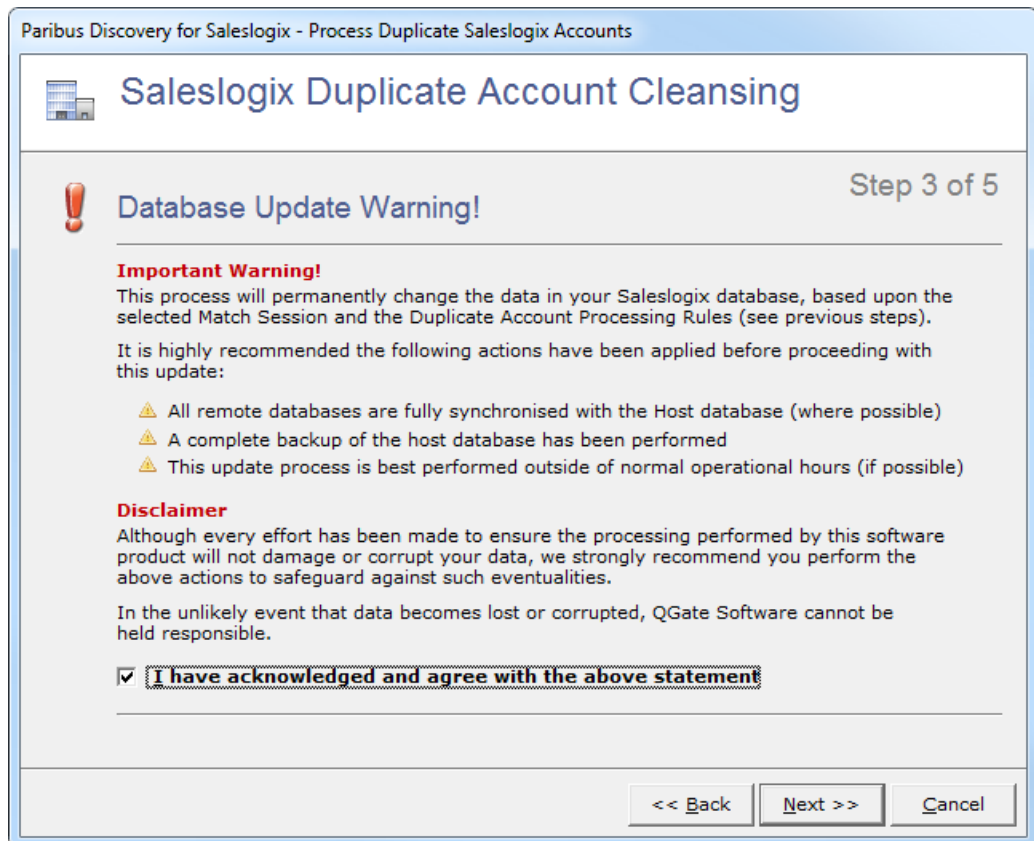 Paribus Discovery for Saleslogix - Process Duplicate Saleslogix Accounts
Saleslogix Duplicate Account Cleansing
Step 3 of 5
Database Update Warning!
Important Warning!
This process will permanently change the data in your Saleslogix database, based upon the
selected Match Session and the Duplicate Account Processing Rules (see previous steps).
It is highly recommended the following actions have been applied before proceeding with
this update:
All remote databases are fully synchronised with the Host database (where possible)
A complete backup of the host database has been performed
This update process is best performed outside of normal operational hours (if possible)
Disclaimer
Although every effort has been made to ensure the processing performed by this software
product will not damage or corrupt your data, we strongly recommend you perform the
above actions to safeguard against such eventualities.
In the unlikely event that data becomes lost or corrupted, QGate Software cannot be
held responsible.
I have acknowledged and agree with the above statement
<< Back
Next >>
Cancel